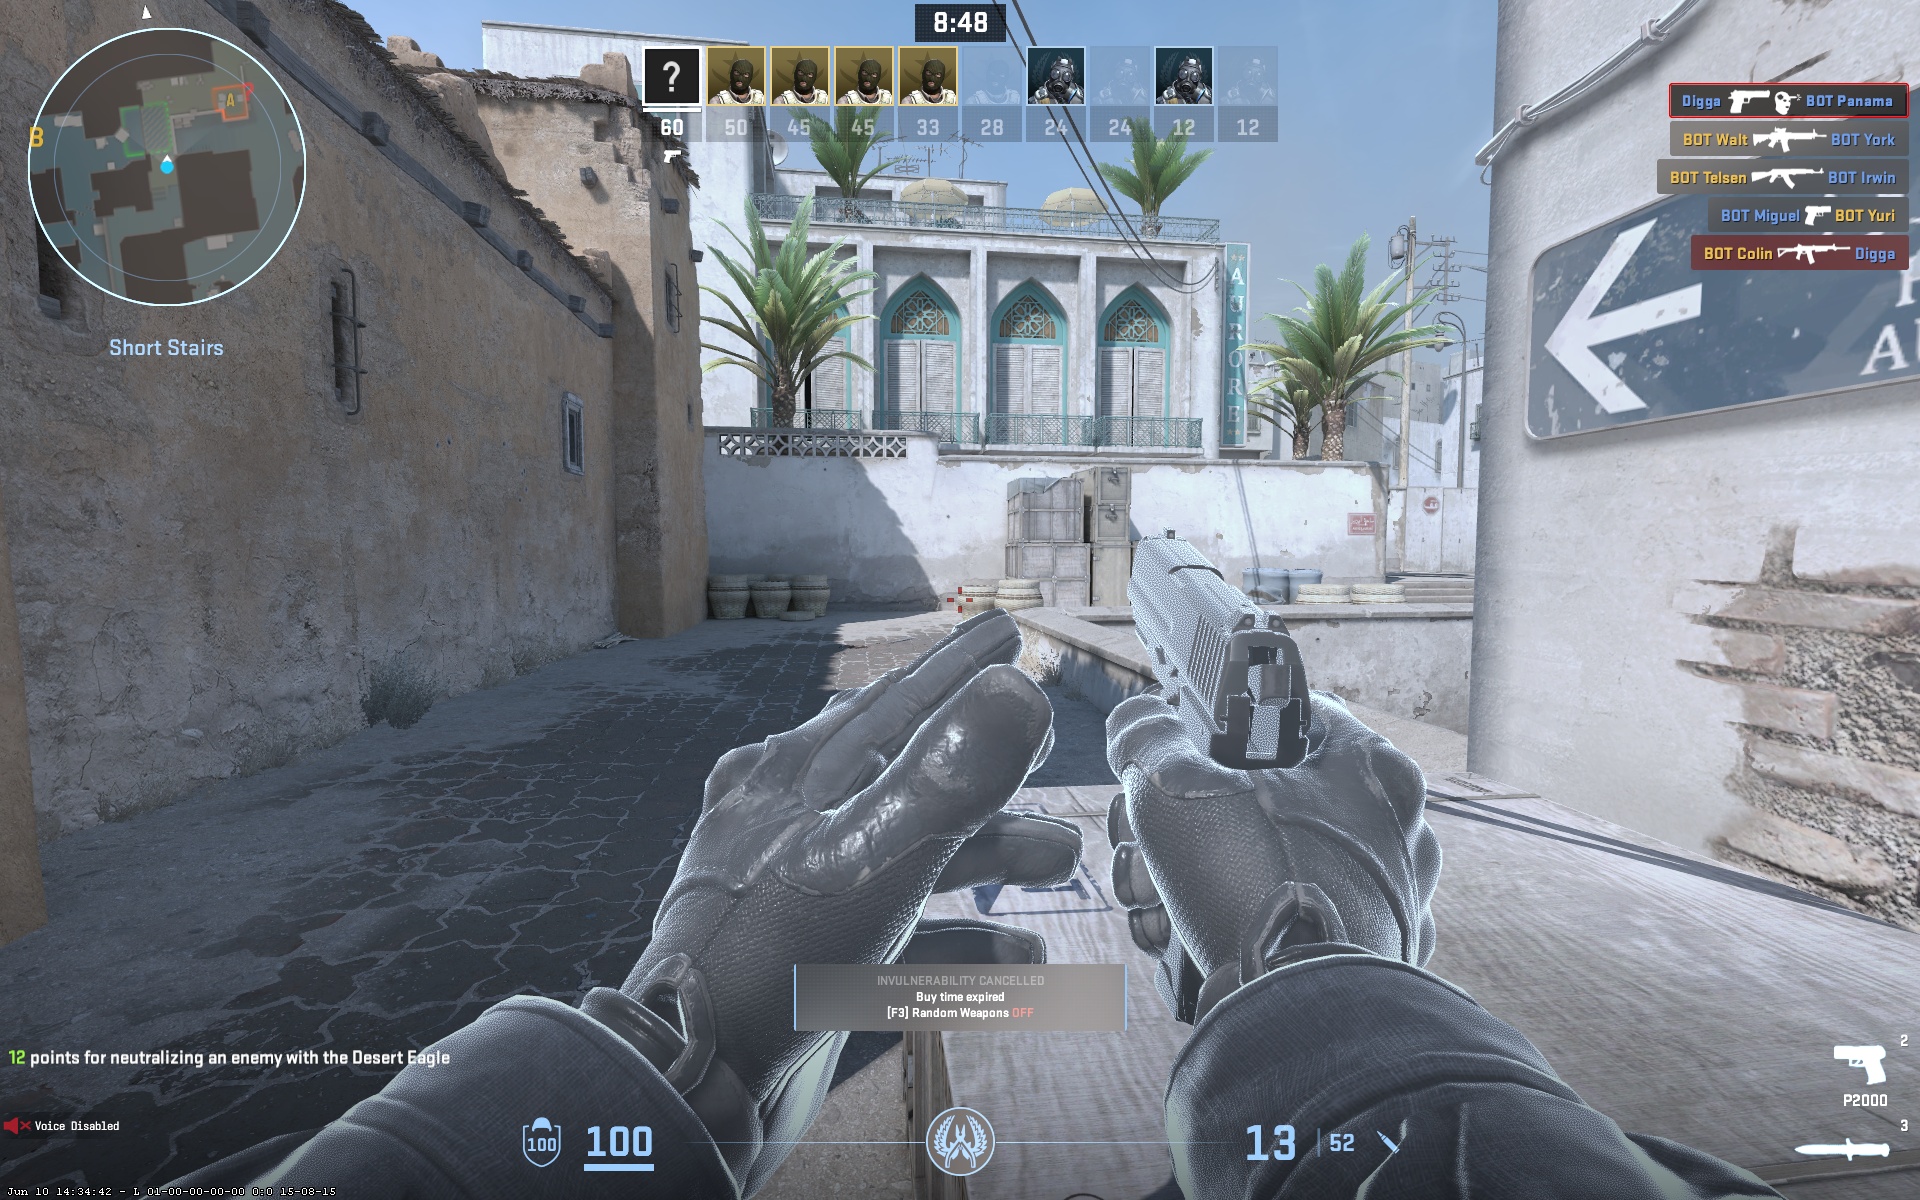 8:48
?
60 50 45 45 33 28 24 24 12 12
A
B
Short Stairs
Digga BOT Panama
BOT Walt BOT York
BOT Telsen BOT Irwin
BOT Miguel BOT Yuri
BOT Colin Digga
AURORE
A
INVULNERABILITY CANCELLED
Buy time expired
[F3] Random Weapons OFF
12 points for neutralizing an enemy with the Desert Eagle
Voice Disabled
100 100
13 52
2
P2000
3
Jun 10 14:34:42 - L 01-00-00-00-00 0:0 15-08-15